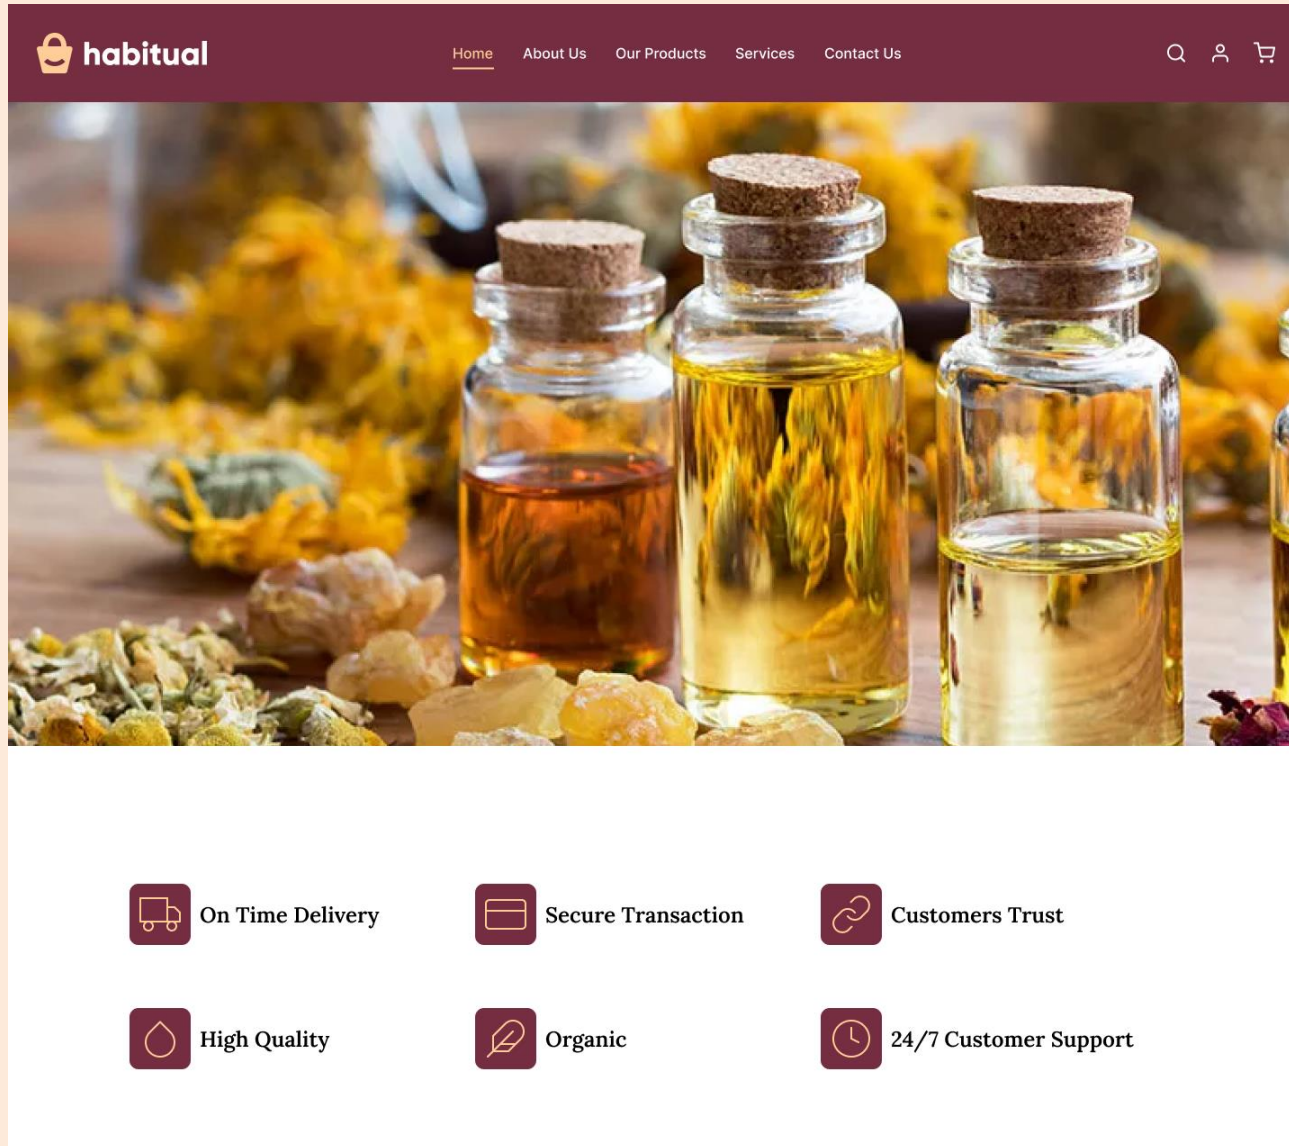 habitual
Home About Us Our Products Services Contact Us
On Time Delivery
Secure Transaction
Customers Trust
High Quality
Organic
24/7 Customer Support